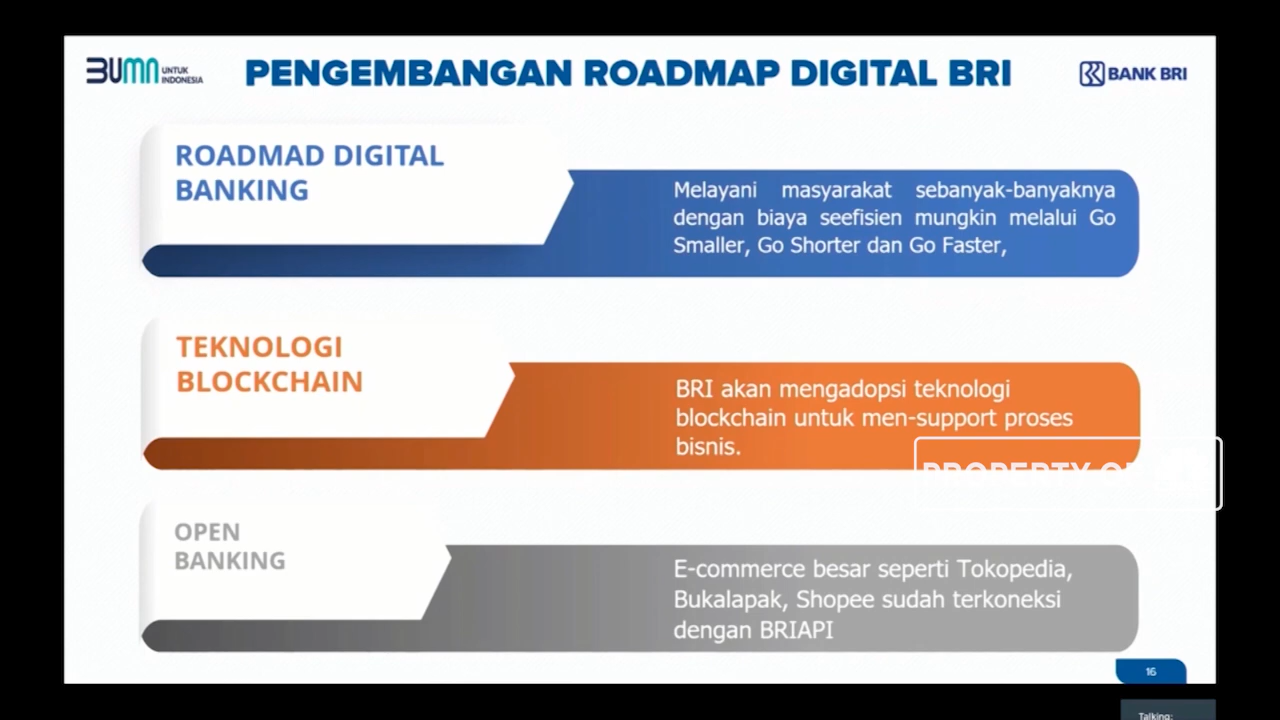 BUMN UNTUK INDONESIA
PENGEMBANGAN ROADMAP DIGITAL BRI
BANK BRI
ROADMAD DIGITAL
BANKING
Melayani masyarakat sebanyak-banyaknya
dengan biaya seefisien mungkin melalui Go
Smaller, Go Shorter dan Go Faster,
TEKNOLOGI
BLOCKCHAIN
BRI akan mengadopsi teknologi
blockchain untuk men-support proses
bisnis.
PROPERTY OF
OPEN
BANKING
E-commerce besar seperti Tokopedia,
Bukalapak, Shopee sudah terkoneksi
dengan BRIAPI
16
Talking: